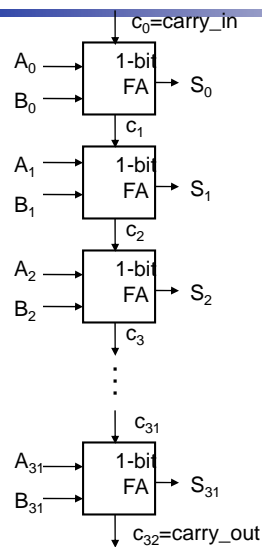 c₀=carry_in
A₀ 1-bit
FA S₀
B₀
c₁
A₁ 1-bit
FA S₁
B₁
c₂
A₂ 1-bit
FA S₂
B₂
c₃
⋮
c₃₁
A₃₁ 1-bit
FA S₃₁
B₃₁
c₃₂=carry_out